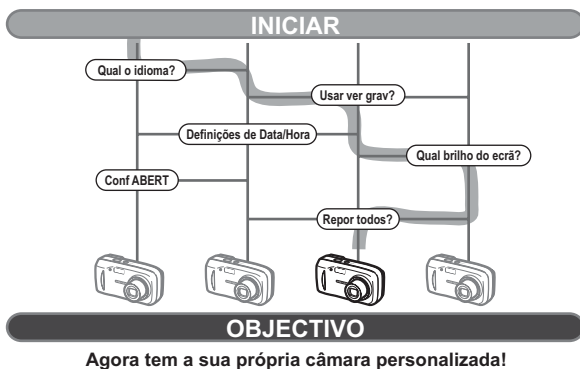 INICIAR
Qual o idioma?
Usar ver grav?
Definições de Data/Hora
Qual brilho do ecrã?
Conf ABERT
Repor todos?
OBJECTIVO
Agora tem a sua própria câmara personalizada!